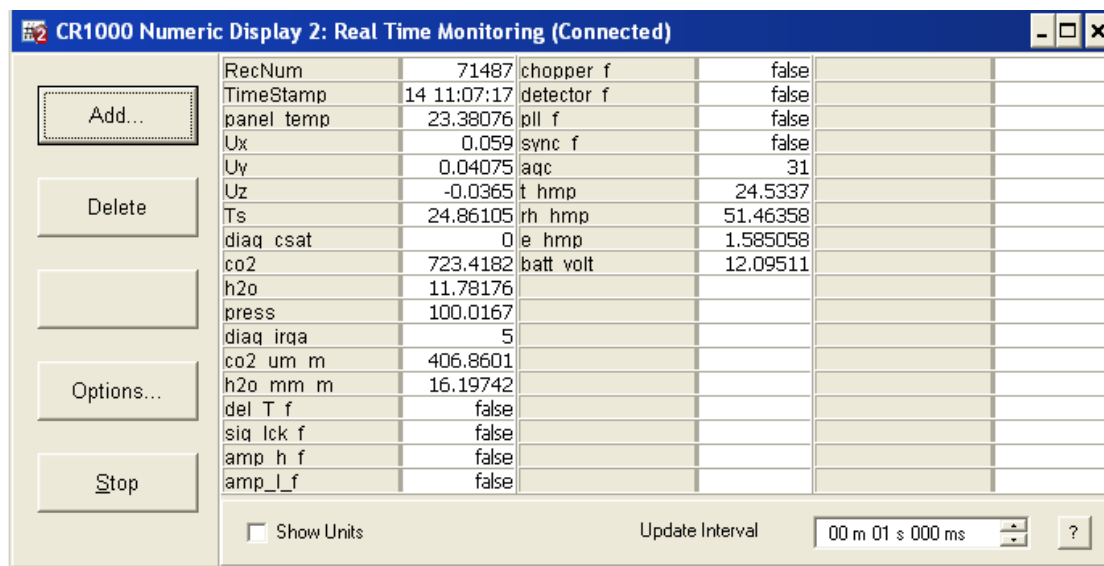 CR1000 Numeric Display 2: Real Time Monitoring (Connected)
Add...
Delete
Options...
Stop
RecNum 71487 chopper f false
TimeStamp 14 11:07:17 detector f false
panel temp 23.38076 pll f false
Ux 0.059 sync f false
Uy 0.04075 agc 31
Uz -0.0365 t hmp 24.5337
Ts 24.86105 rh hmp 51.46358
diag csat 0 e hmp 1.585058
co2 723.4182 batt volt 12.09511
h2o 11.78176
press 100.0167
diag irga 5
co2 um m 406.8601
h2o mm m 16.19742
del T f false
sig lck f false
amp h f false
amp_l_f false
Show Units Update Interval 00 m 01 s 000 ms ?